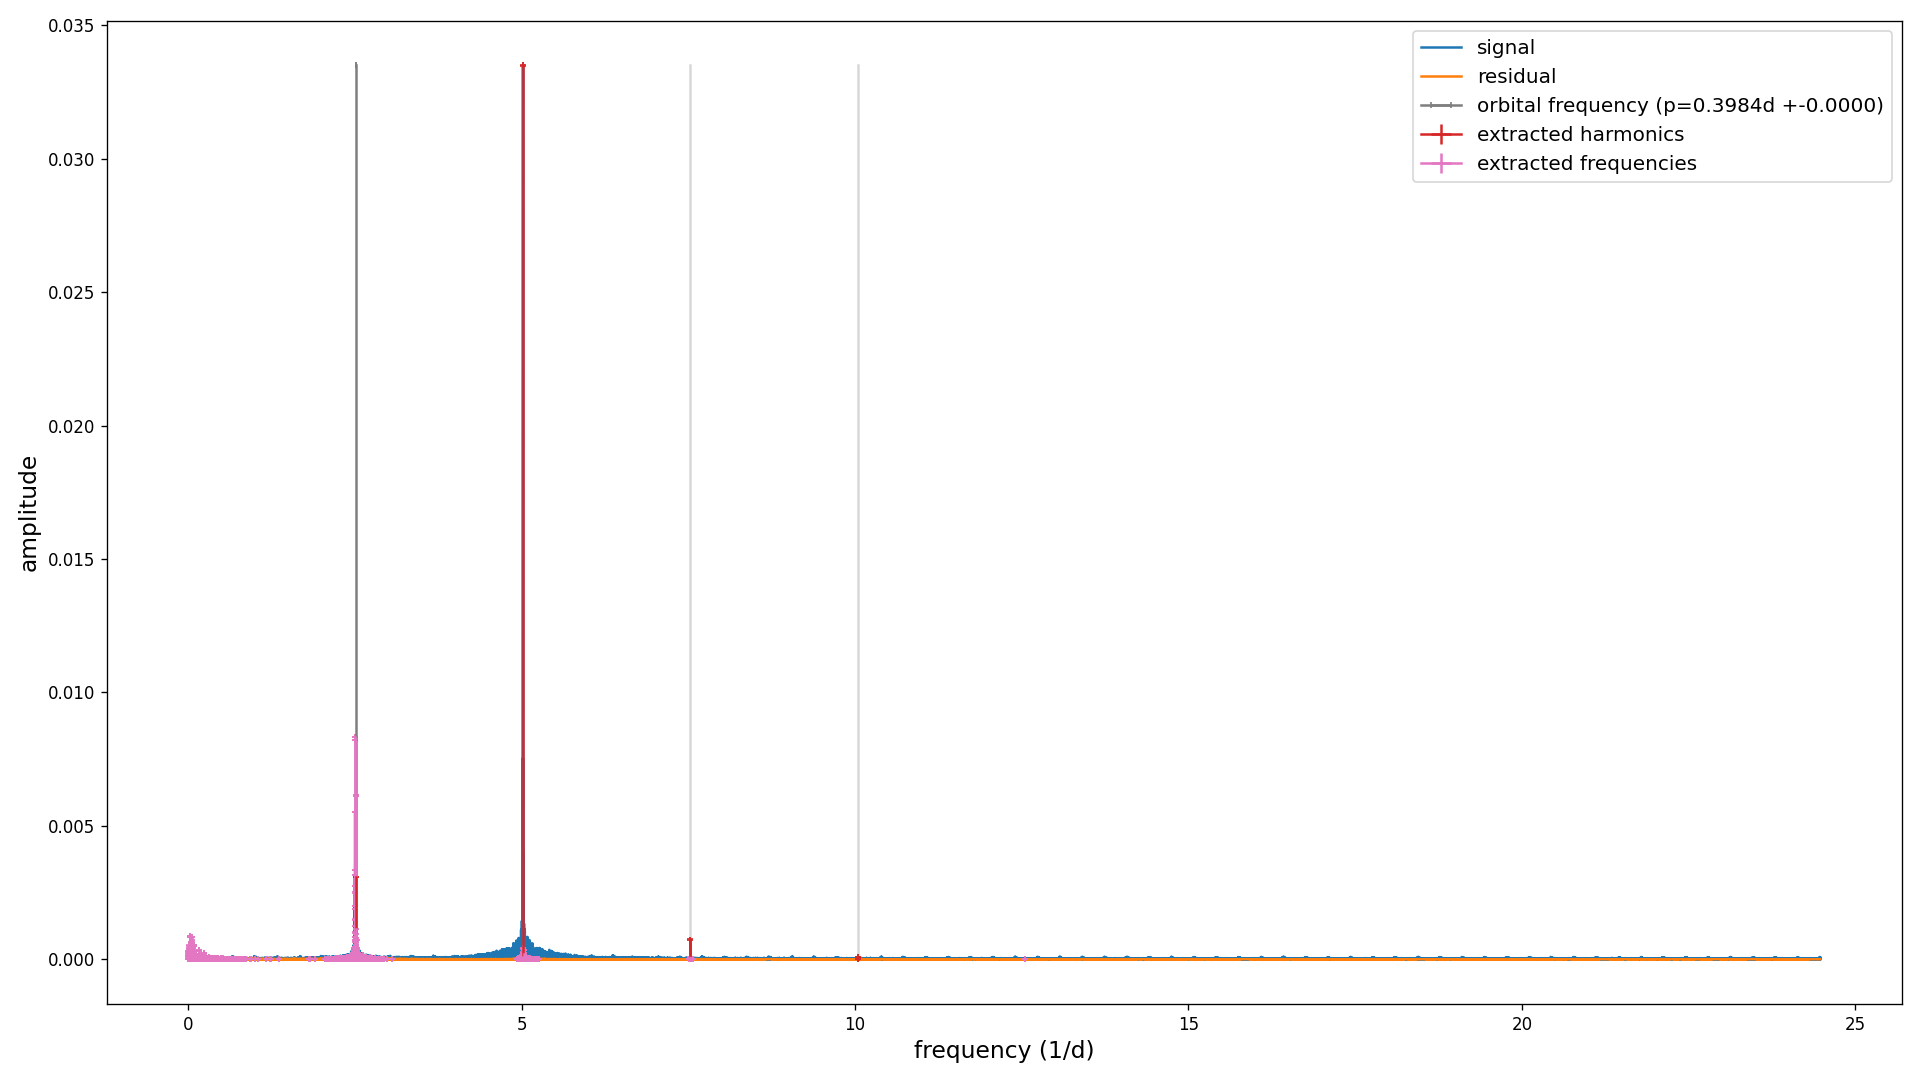 0.035
0.030
0.025
0.020
0.015
0.010
0.005
0.000
amplitude
0
5
10
15
20
25
frequency (1/d)
signal
residual
orbital frequency (p=0.3984d +-0.0000)
extracted harmonics
extracted frequencies